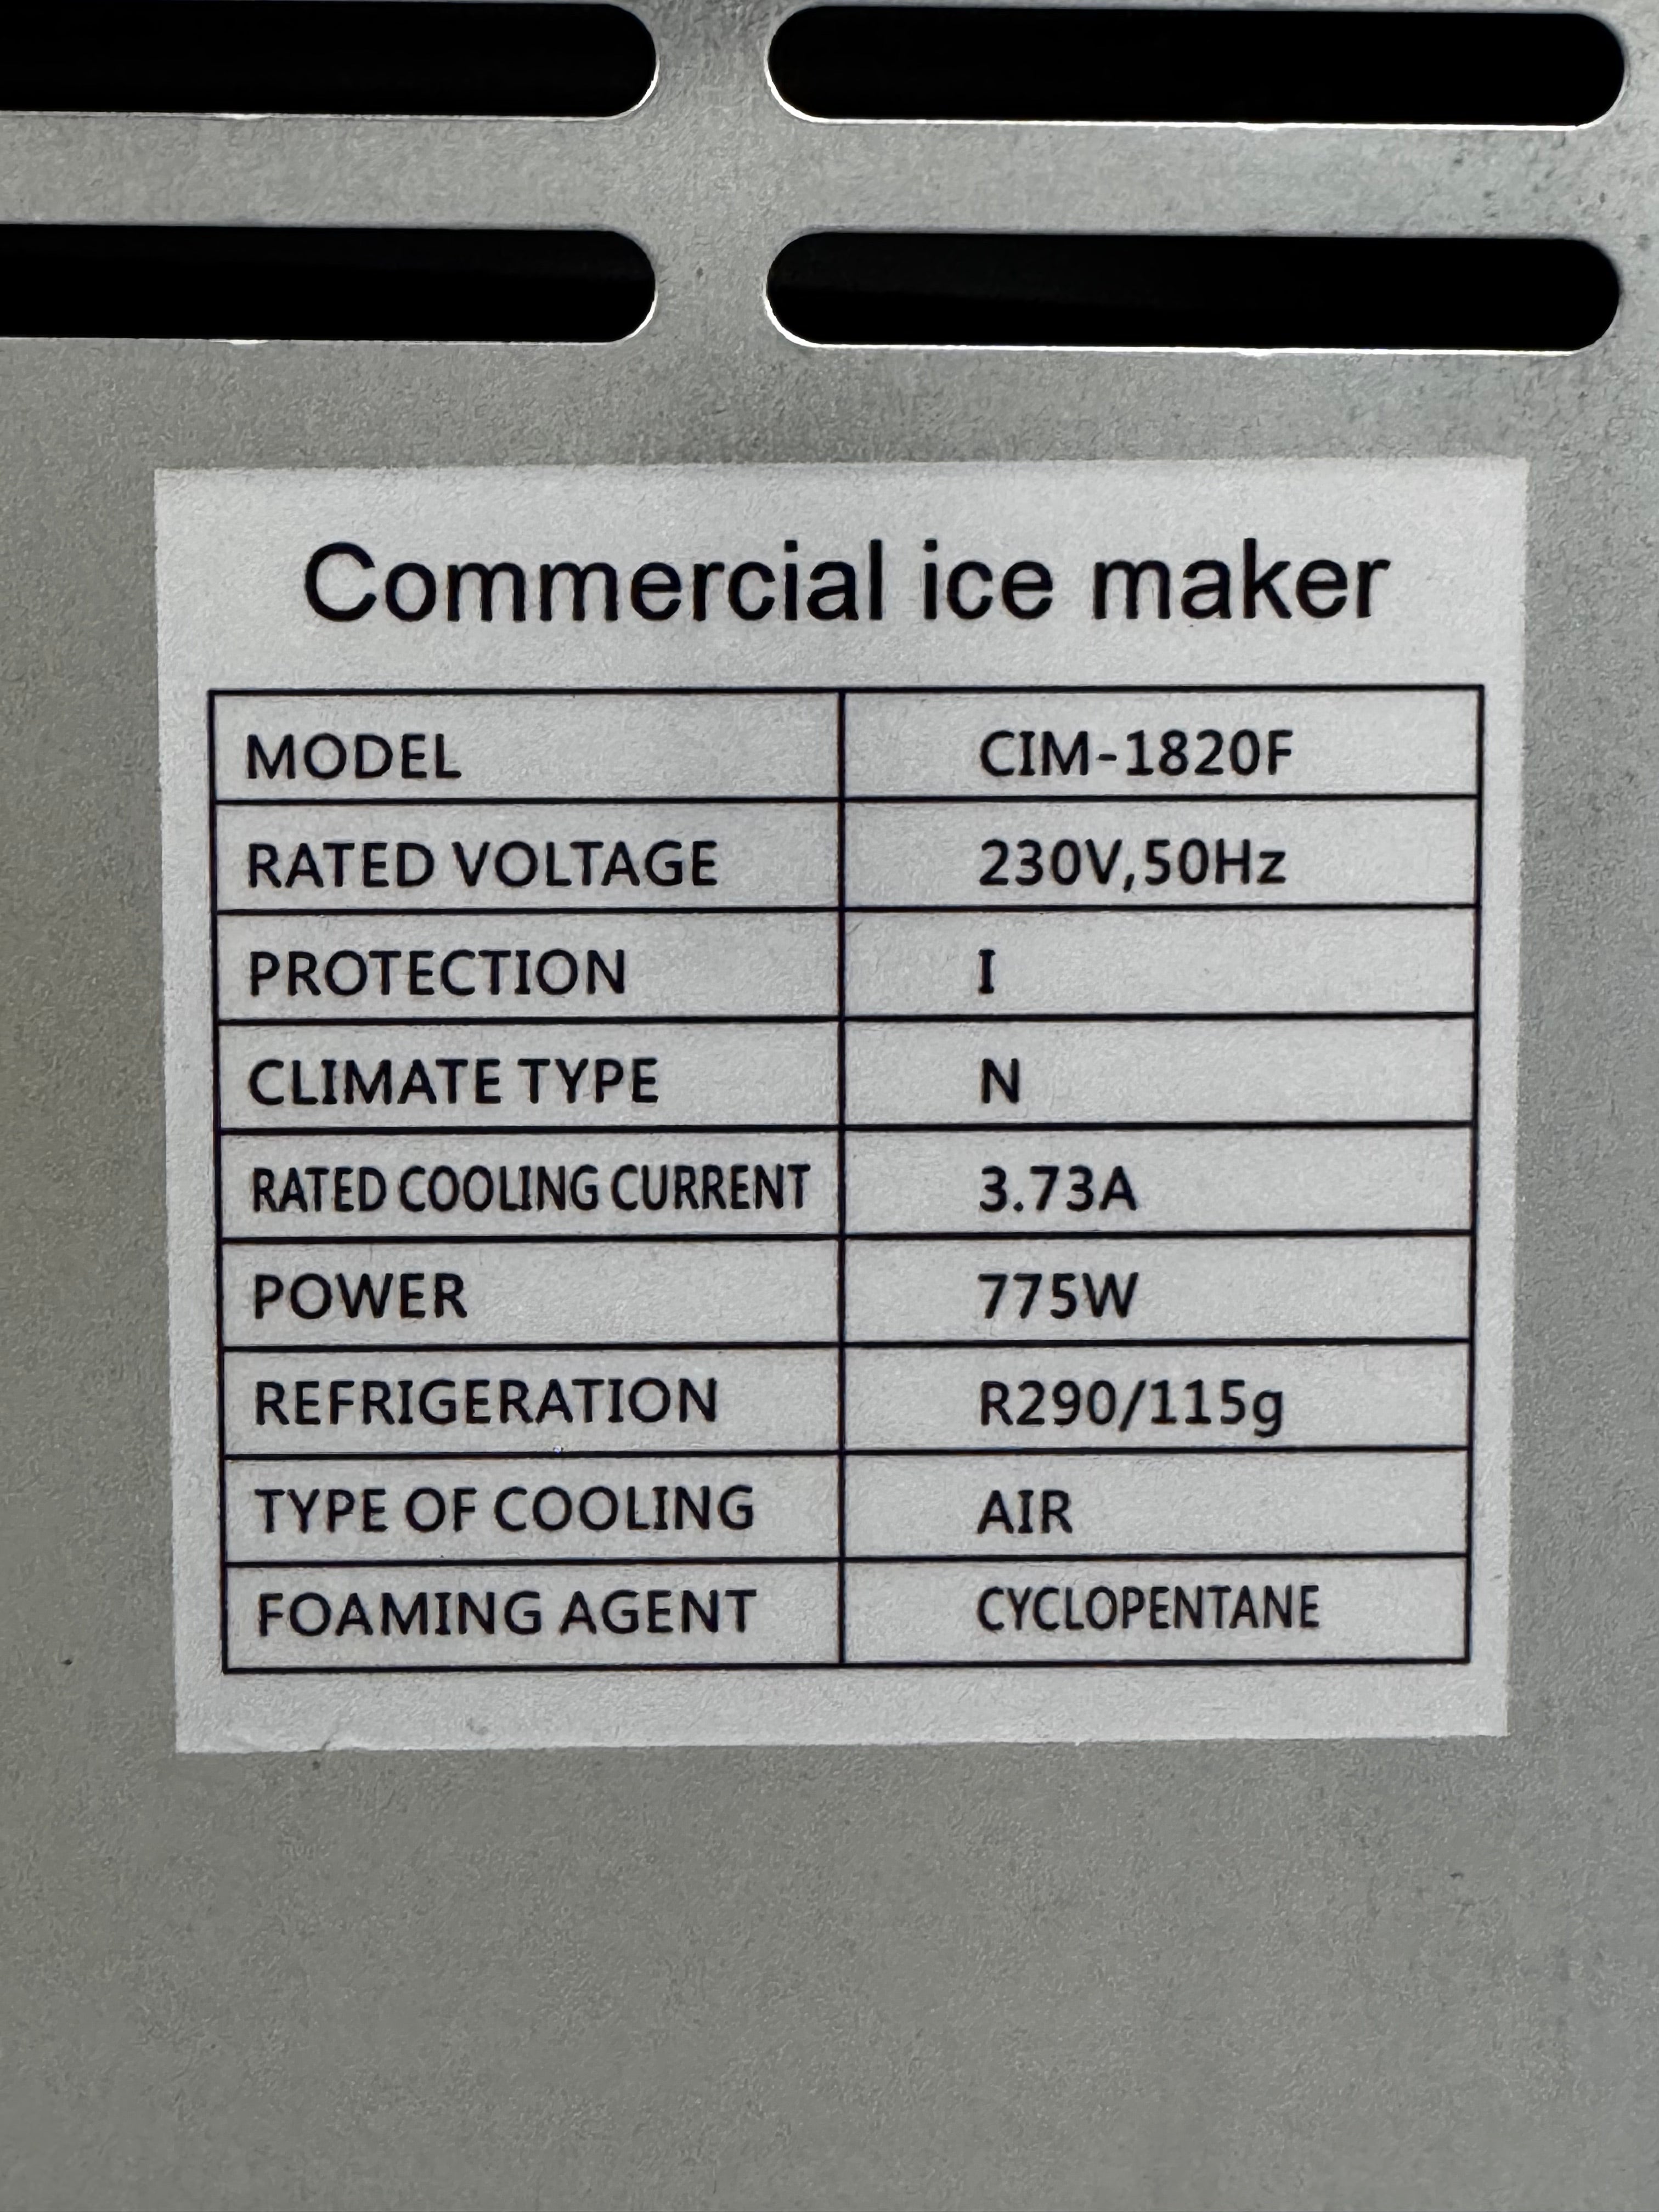 Commercial ice maker
MODEL CIM-1820F
RATED VOLTAGE 230V,50Hz
PROTECTION I
CLIMATE TYPE N
RATED COOLING CURRENT 3.73A
POWER 775W
REFRIGERATION R290/115g
TYPE OF COOLING AIR
FOAMING AGENT CYCLOPENTANE